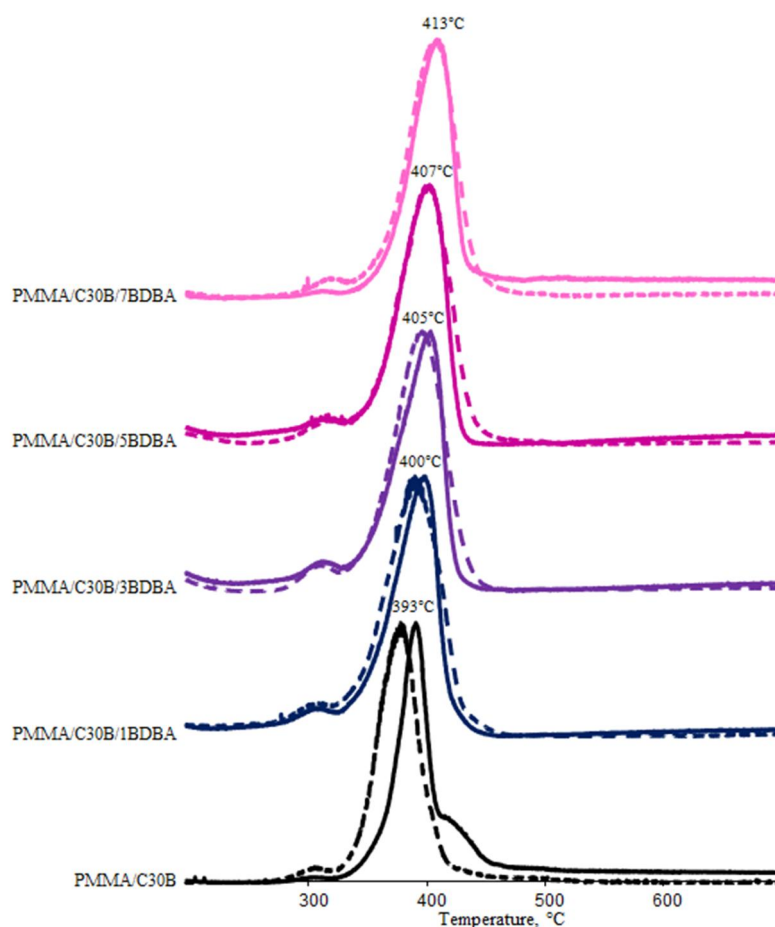 413°C
407°C
PMMA/C30B/7BDBA
405°C
PMMA/C30B/5BDBA
400°C
PMMA/C30B/3BDBA
393°C
PMMA/C30B/1BDBA
PMMA/C30B
300 400 500 600
Temperature, °C